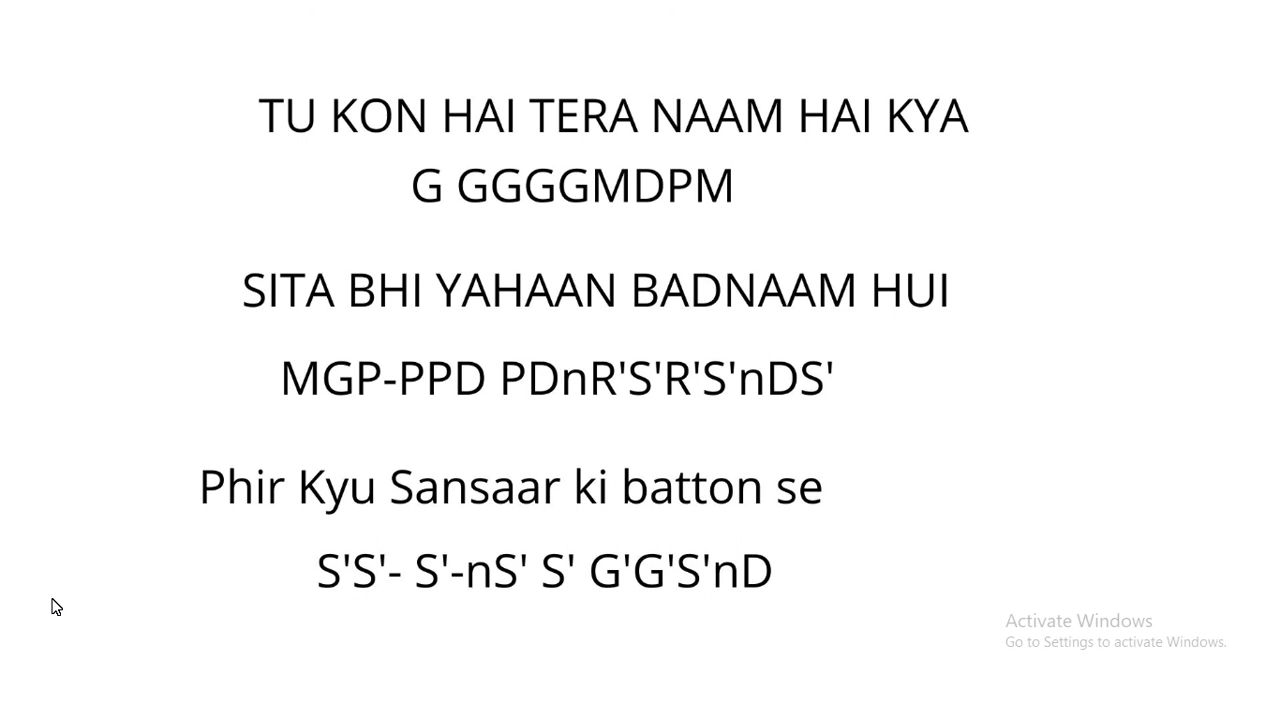 TU KON HAI TERA NAAM HAI KYA
G GGGGMDPM
SITA BHI YAHAAN BADNAAM HUI
MGP-PPD PDnR'S'R'S'nDS'
Phir Kyu Sansaar ki batton se
S'S'- S'-nS' S' G'G'S'nD
Activate Windows
Go to Settings to activate Windows.